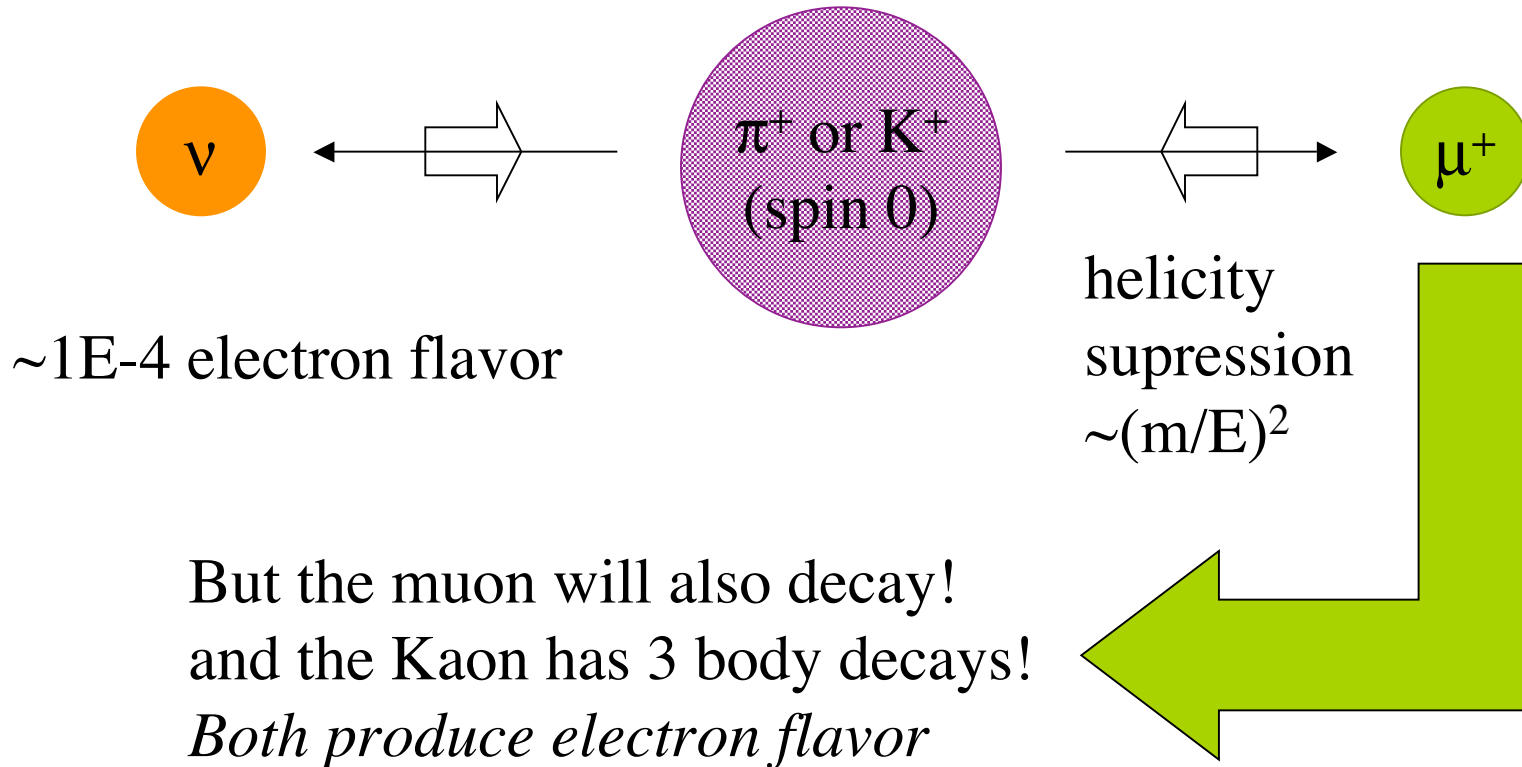 ν
π⁺ or K⁺
(spin 0)
μ⁺
helicity
supression
~(m/E)²
~1E-4 electron flavor
But the muon will also decay!
and the Kaon has 3 body decays!
Both produce electron flavor